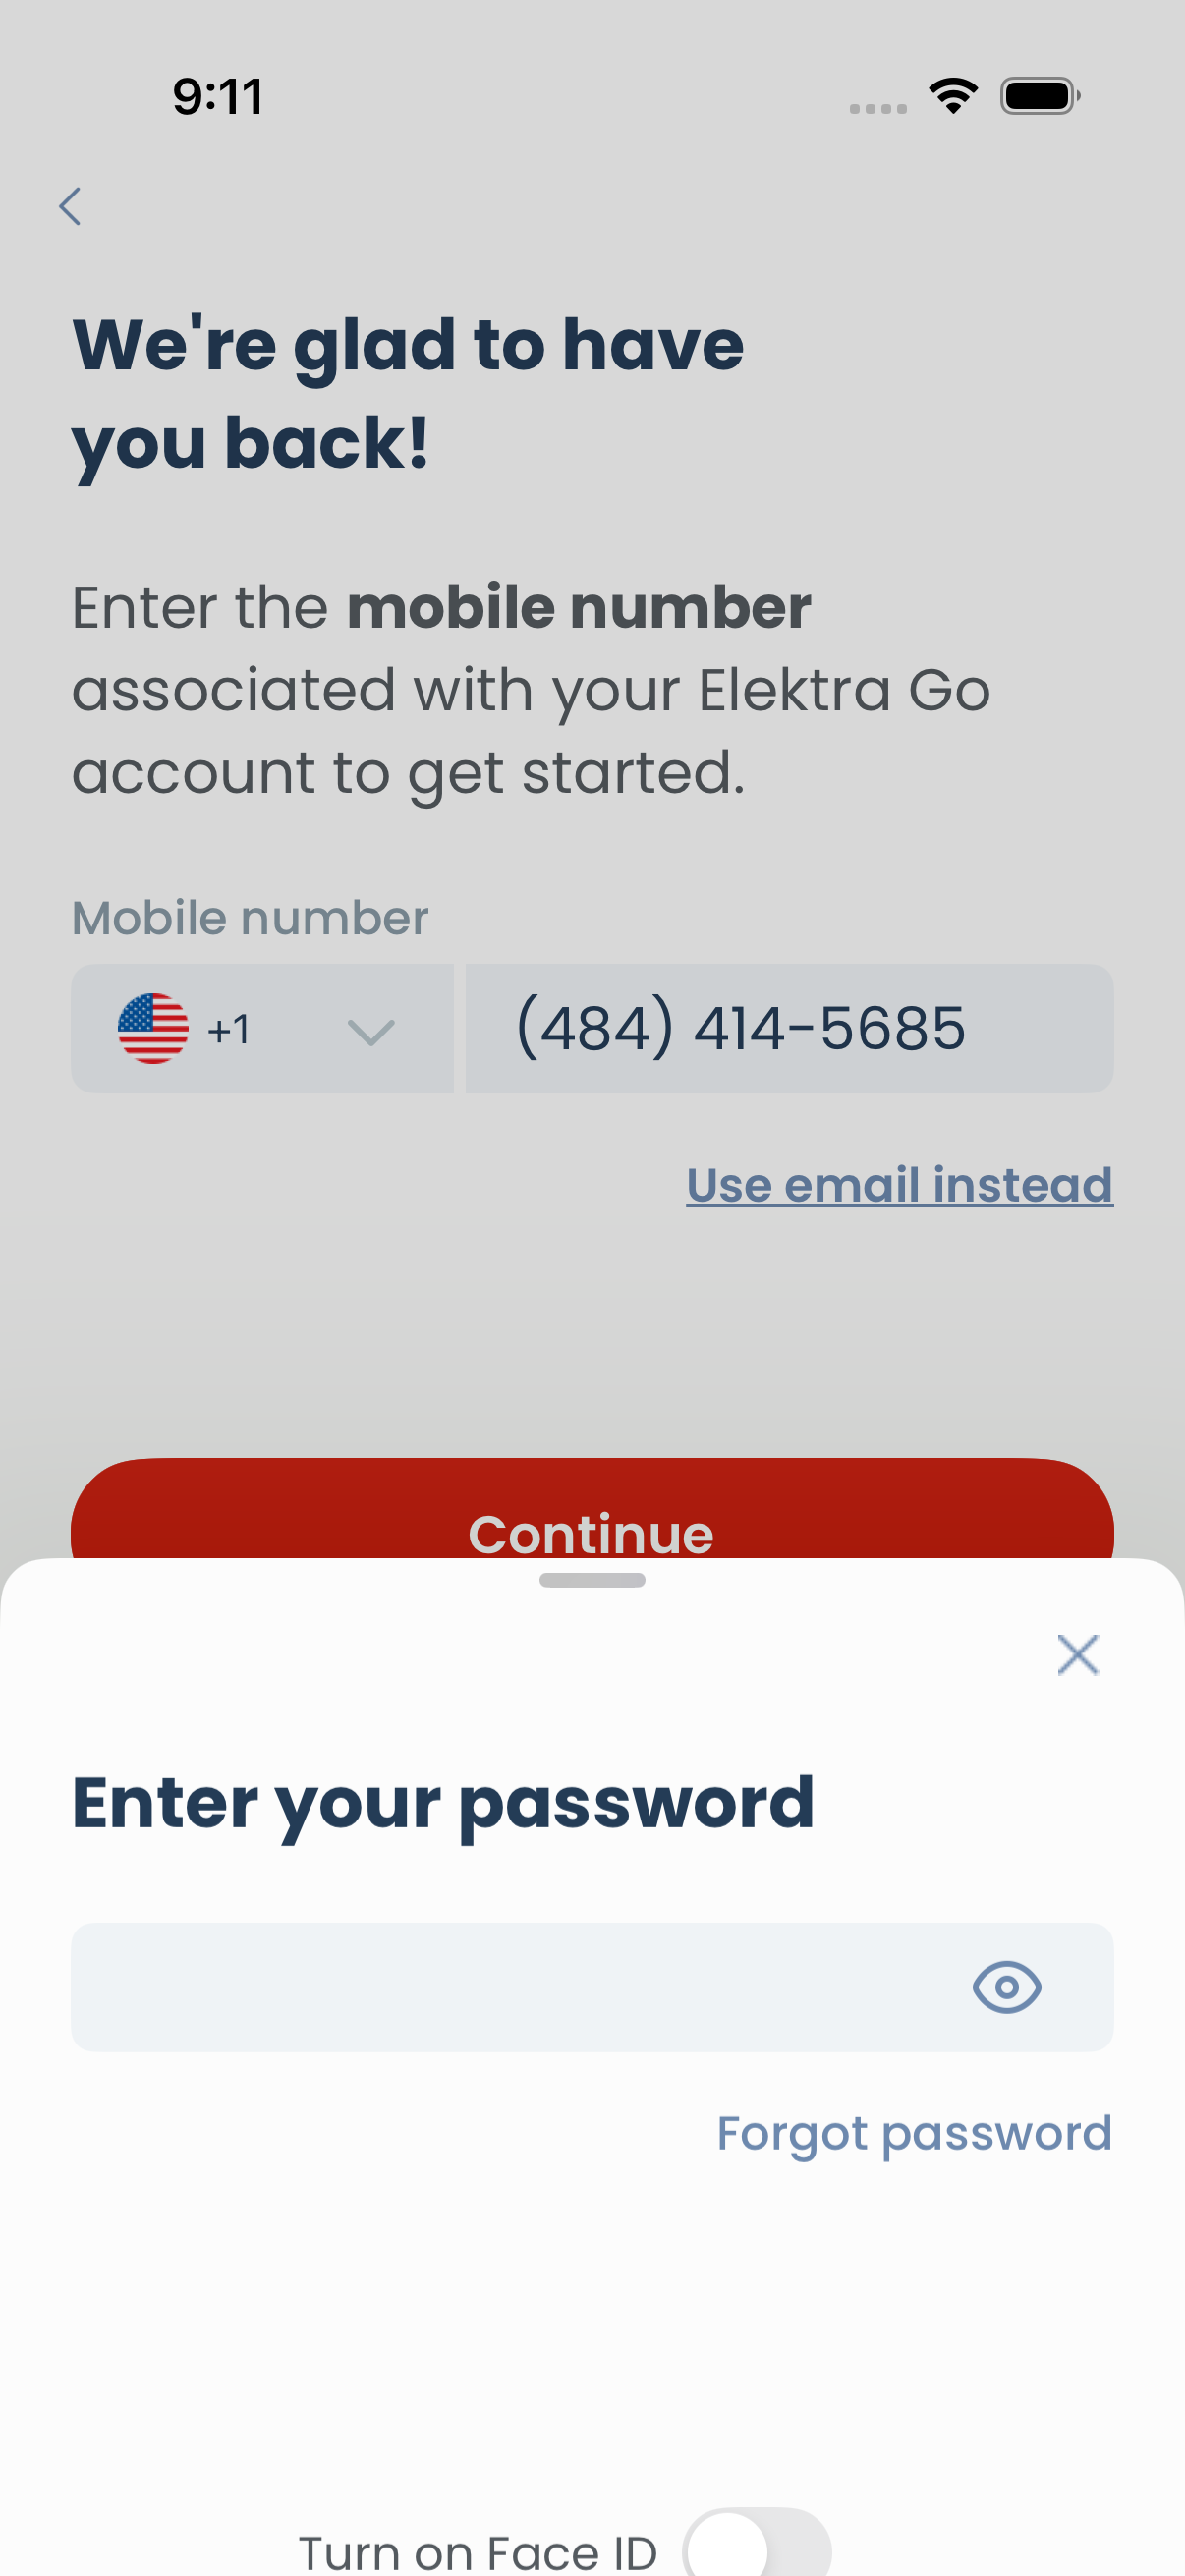 9:11
We're glad to have
you back!
Enter the mobile number
associated with your Elektra Go
account to get started.
Mobile number
+1
(484) 414-5685
Use email instead
Continue
Enter your password
Forgot password
Turn on Face ID